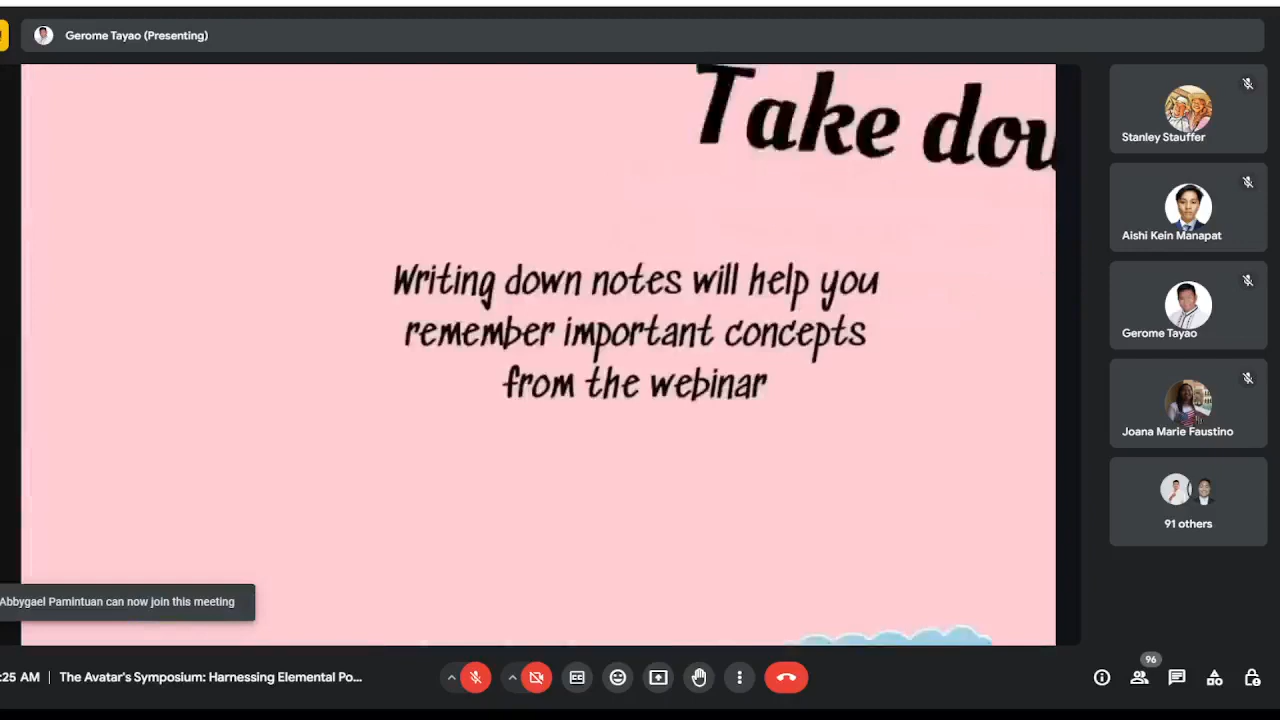 Gerome Tayao (Presenting)
Take
Writing down notes will help you
remember important concepts
from the webinar
Stanley Stauffer
Aishi Kein Manapat
Gerome Tayao
Joana Marie Faustino
91 others
Abbygael Pamintuan can now join this meeting
:25 AM | The Avatar's Symposium: Harnessing Elemental Po...
96